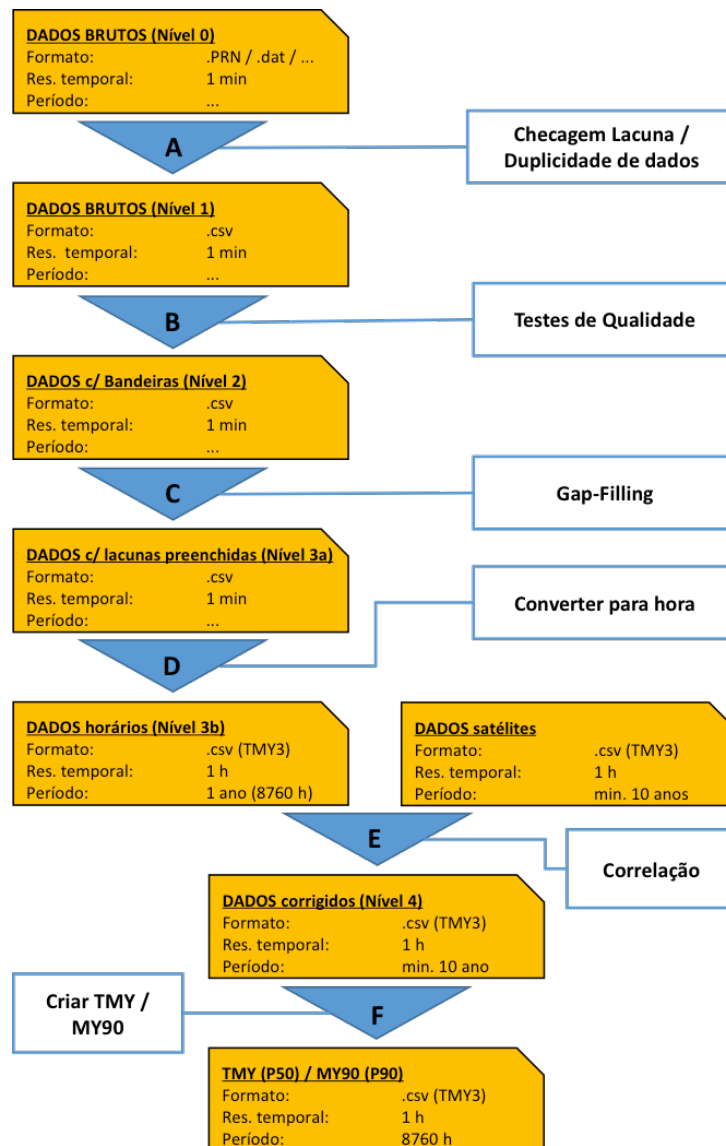 DADOS BRUTOS (Nível 0)
Formato: .PRN / .dat / ...
Res. temporal: 1 min
Período: ...
A
Checagem Lacuna /
Duplicidade de dados
DADOS BRUTOS (Nível 1)
Formato: .csv
Res. temporal: 1 min
Período: ...
B
Testes de Qualidade
DADOS c/ Bandeiras (Nível 2)
Formato: .csv
Res. temporal: 1 min
Período: ...
C
Gap-Filling
DADOS c/ lacunas preenchidas (Nível 3a)
Formato: .csv
Res. temporal: 1 min
Período: ...
Converter para hora
D
DADOS horários (Nível 3b)
Formato: .csv (TMY3)
Res. temporal: 1 h
Período: 1 ano (8760 h)
DADOS satélites
Formato: .csv (TMY3)
Res. temporal: 1 h
Período: min. 10 anos
E
Correlação
DADOS corrigidos (Nível 4)
Formato: .csv (TMY3)
Res. temporal: 1 h
Período: min. 10 ano
Criar TMY /
MY90
F
TMY (P50) / MY90 (P90)
Formato: .csv (TMY3)
Res. temporal: 1 h
Período: 8760 h